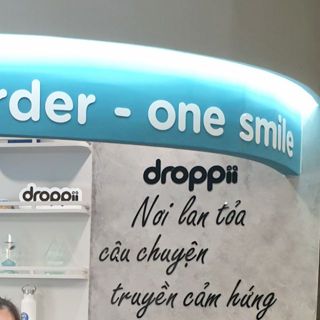 rder - one smile
droppii
droppii
Nơi lan tỏa
câu chuyện
truyền cảm hứng